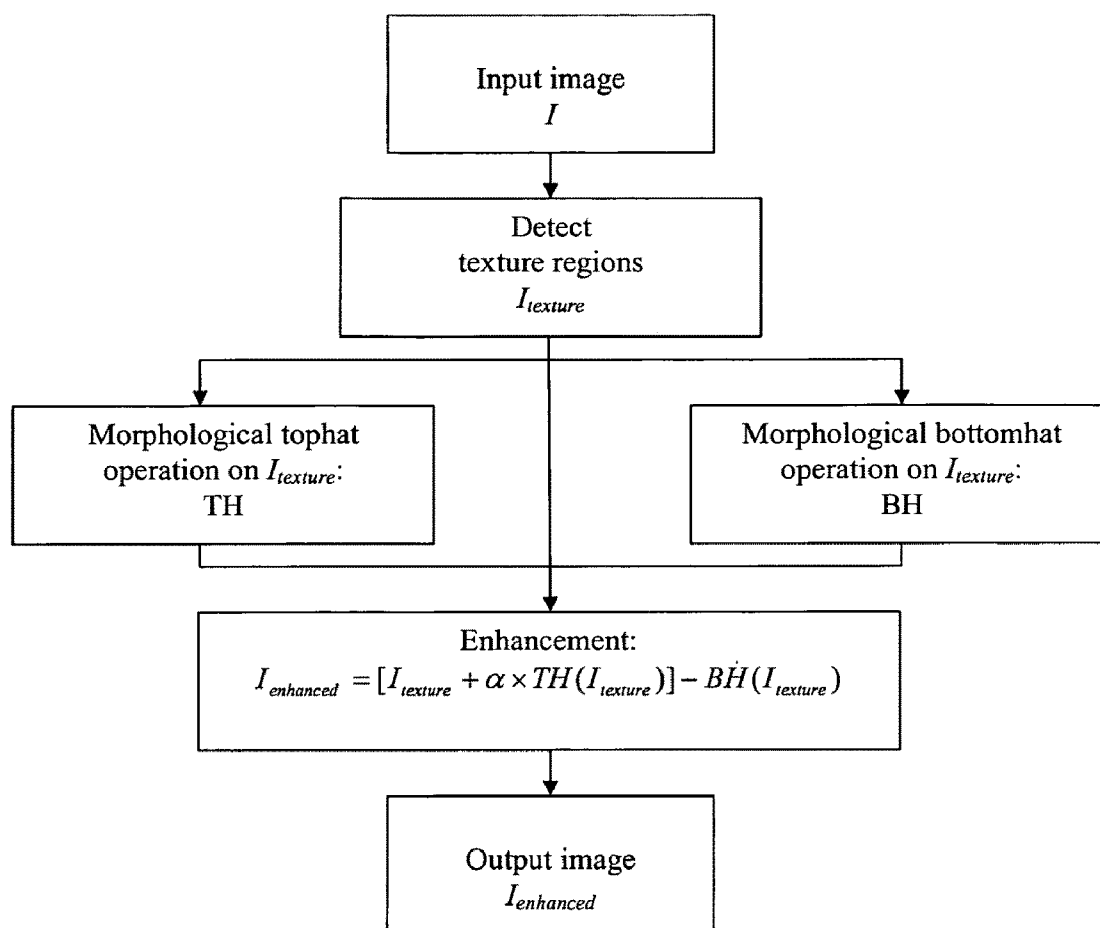 Input image
I
Detect
texture regions
I_texture
Morphological tophat
operation on I_texture:
TH
Morphological bottomhat
operation on I_texture:
BH
Enhancement:
I_enhanced = [I_texture + α × TH(I_texture)] − BḢ(I_texture)
Output image
I_enhanced